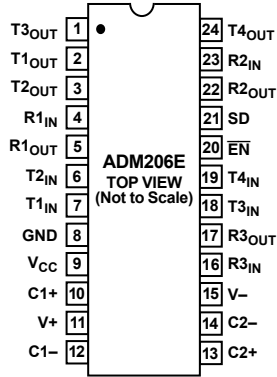 T3OUT 1 24 T4OUT
T1OUT 2 23 R2IN
T2OUT 3 22 R2OUT
R1IN 4 21 SD
R1OUT 5 20 E̅N̅
ADM206E
T2IN 6 19 T4IN
TOP VIEW
(Not to Scale)
T1IN 7 18 T3IN
GND 8 17 R3OUT
VCC 9 16 R3IN
C1+ 10 15 V–
V+ 11 14 C2–
C1– 12 13 C2+